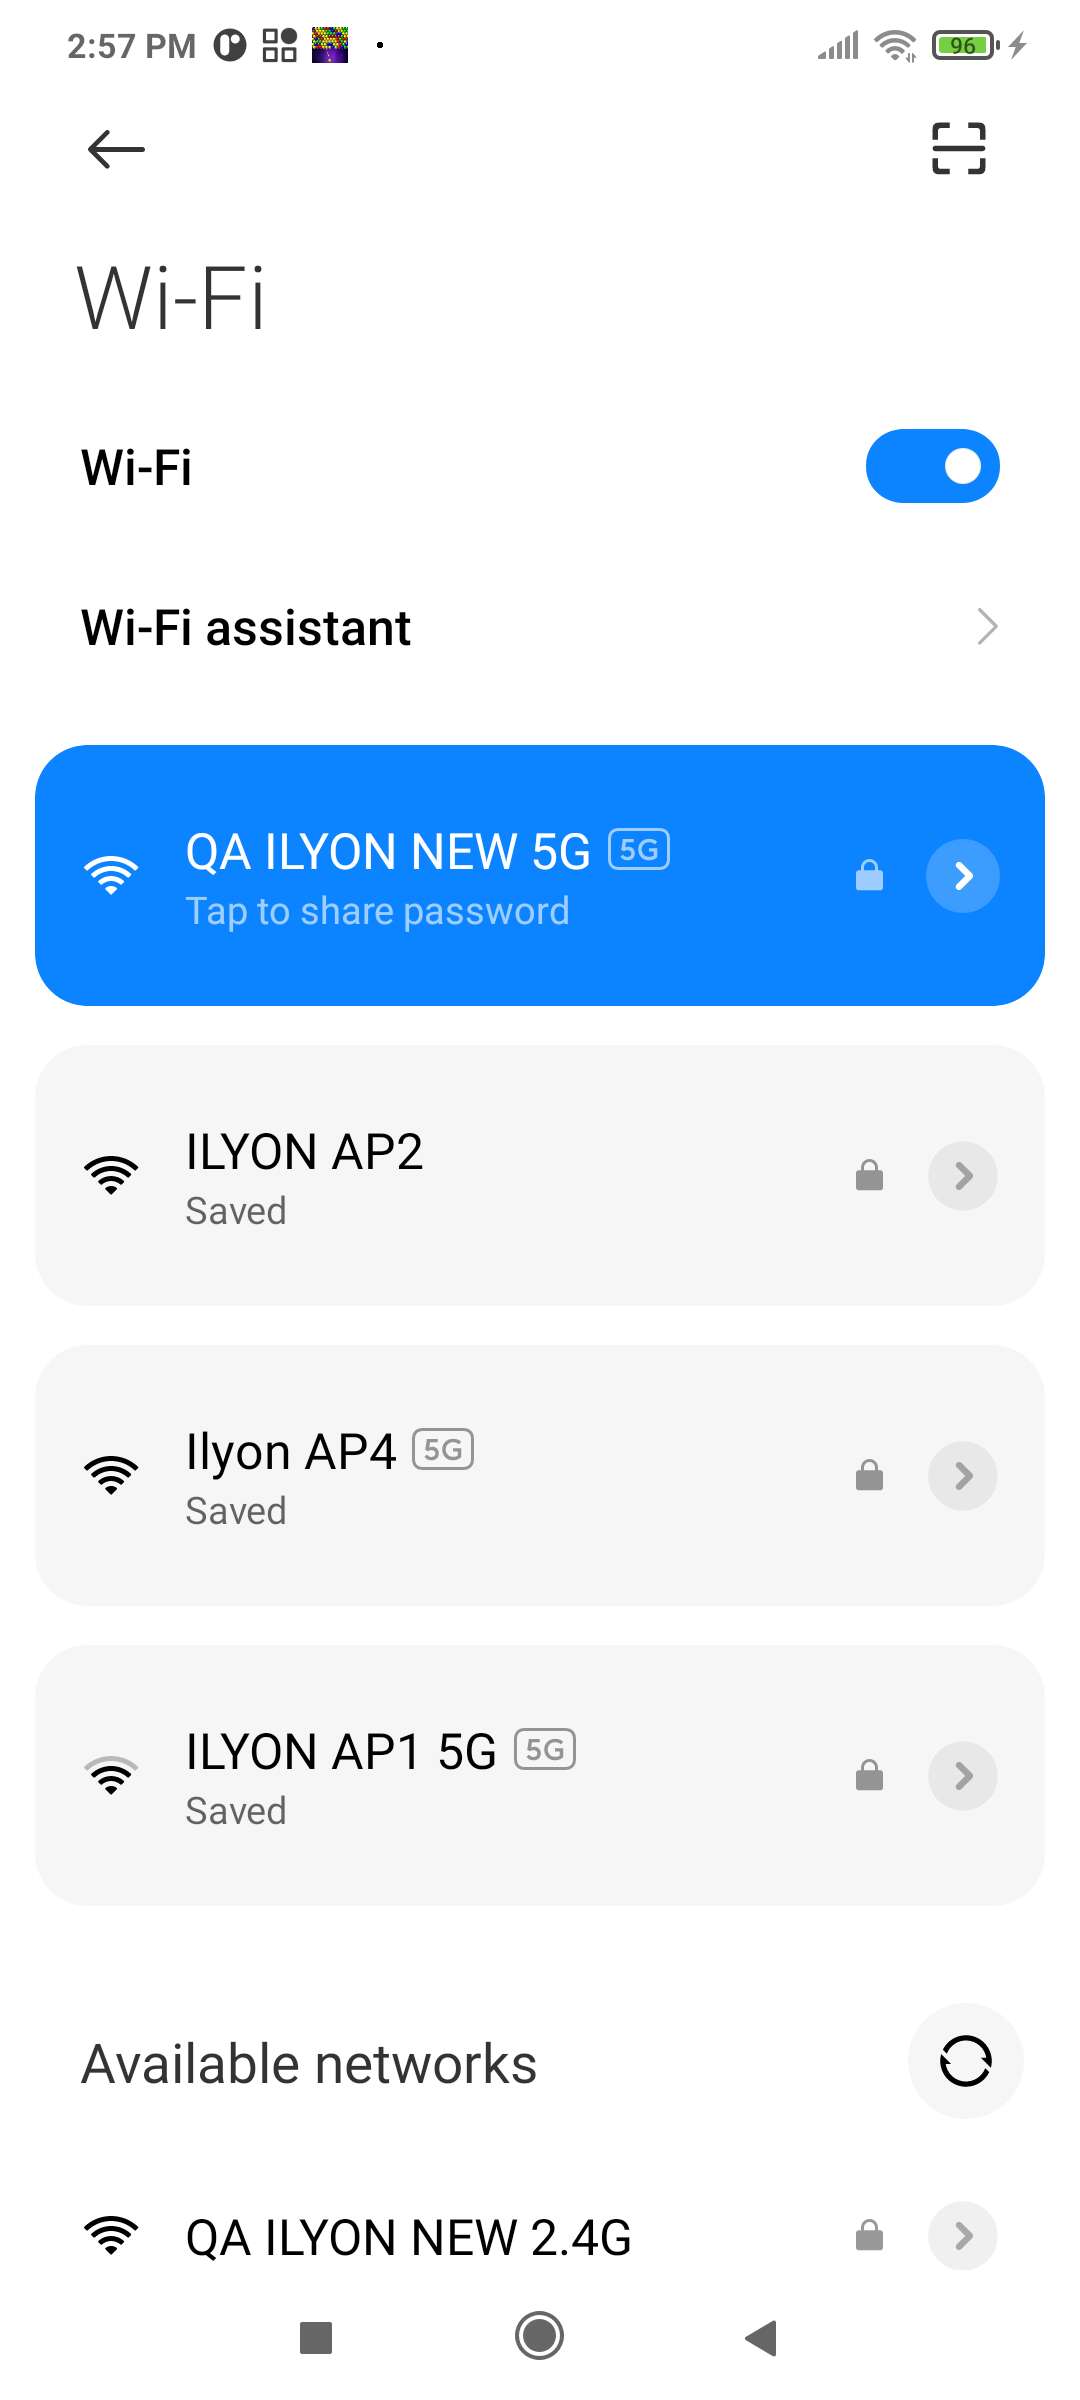 2:57 PM
96
Wi-Fi
Wi-Fi
Wi-Fi assistant
QA ILYON NEW 5G 5G
Tap to share password
ILYON AP2
Saved
Ilyon AP4 5G
Saved
ILYON AP1 5G 5G
Saved
Available networks
QA ILYON NEW 2.4G